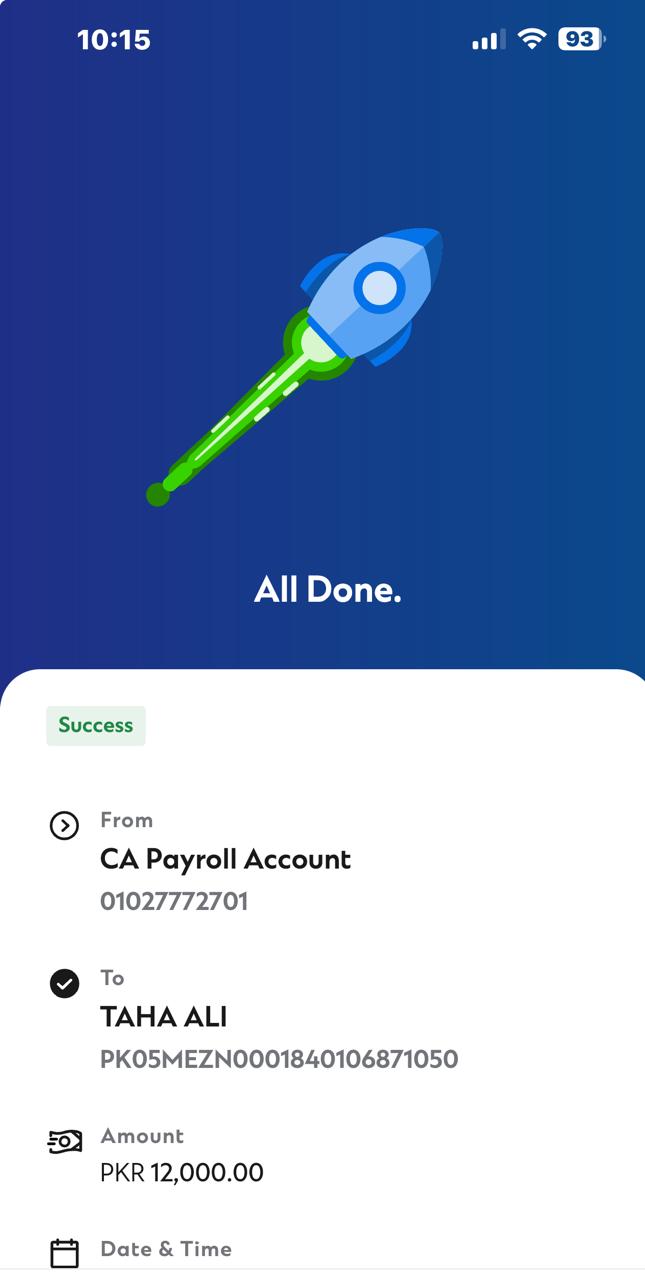 10:15
93
All Done.
Success
From
CA Payroll Account
01027772701
To
TAHA ALI
PK05MEZN0001840106871050
Amount
PKR 12,000.00
Date & Time